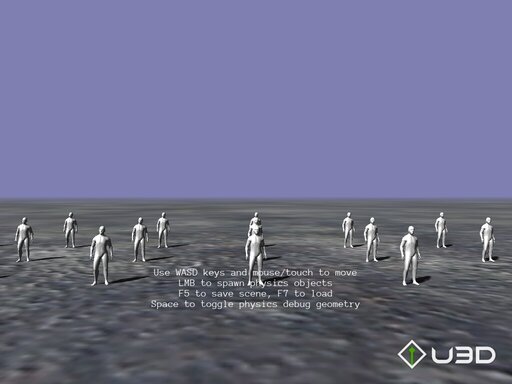 Use WASD keys and mouse/touch to move
LMB to spawn physics objects
F5 to save scene, F7 to load
Space to toggle physics debug geometry
U3D